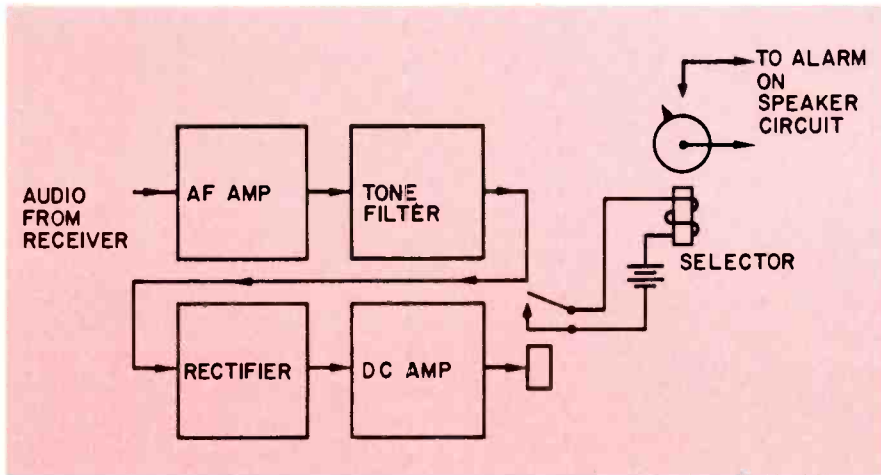 TO ALARM
ON
SPEAKER
CIRCUIT
AUDIO
FROM
RECEIVER
AF AMP
TONE
FILTER
SELECTOR
RECTIFIER
DC AMP